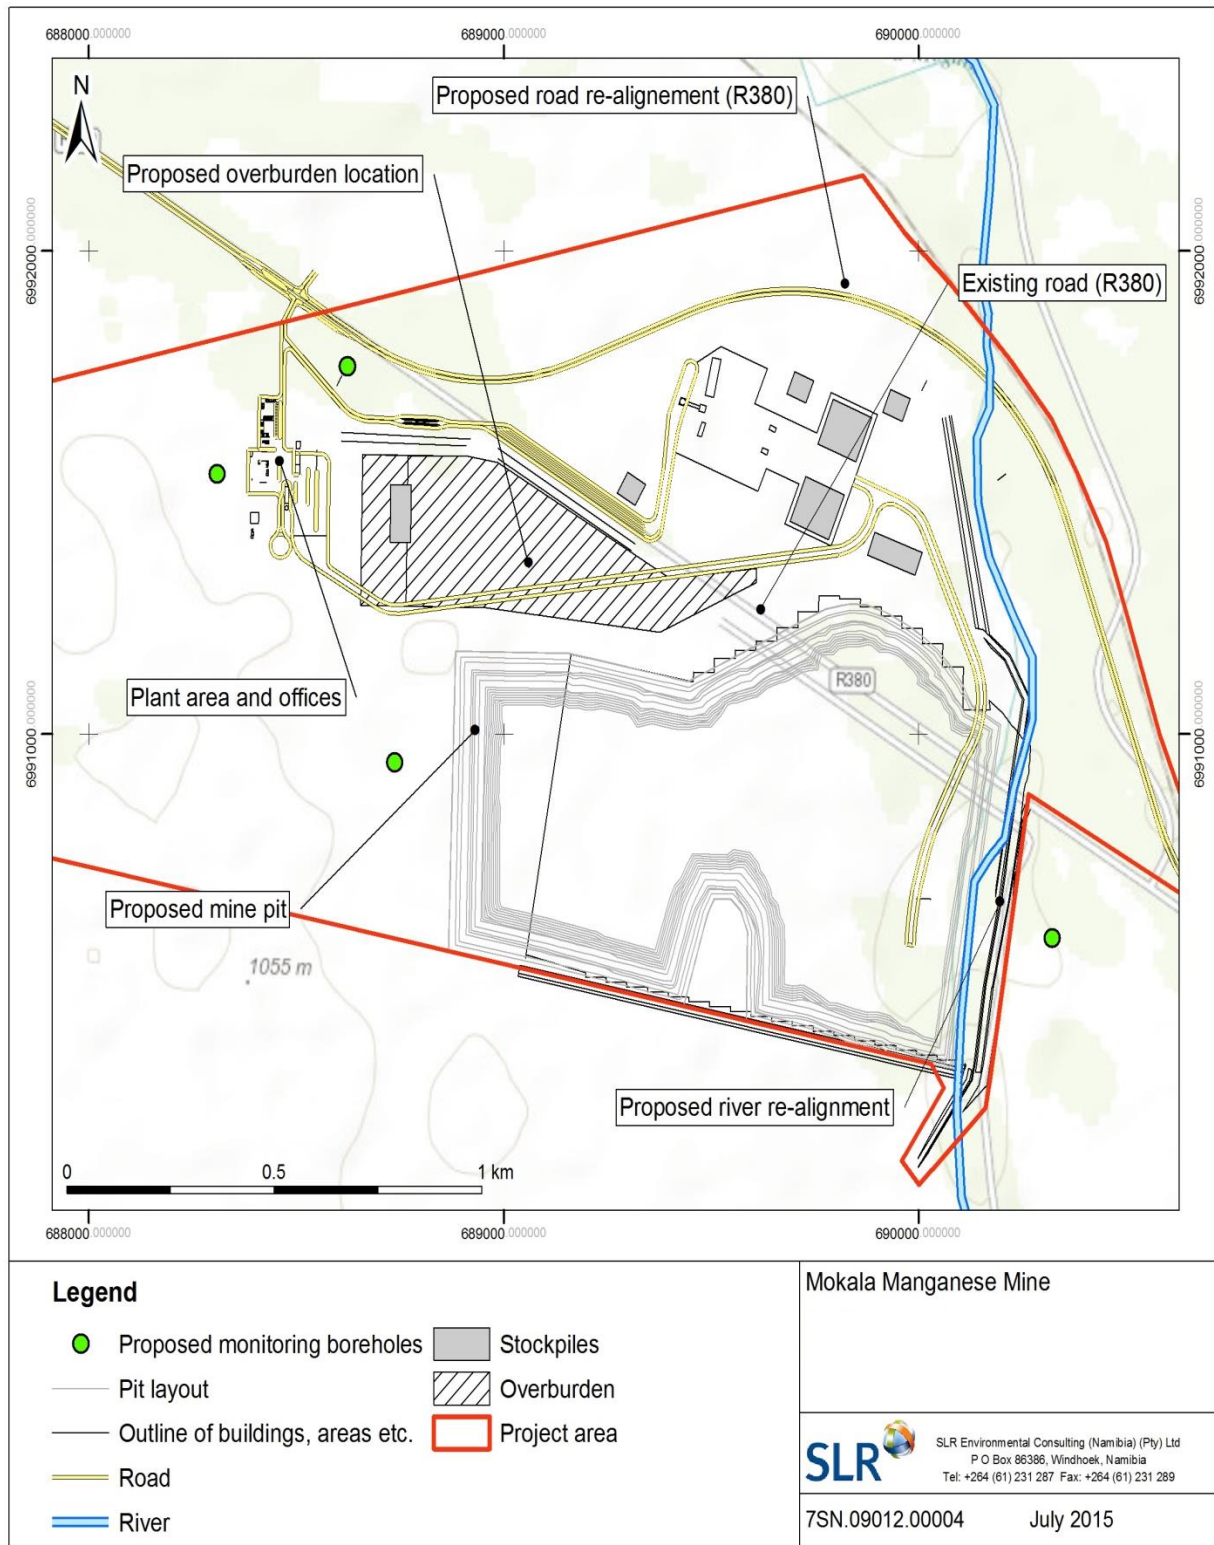 688000.000000
689000.000000
690000.000000
N
Proposed road re-alignement (R380)
Proposed overburden location
6992000.000000
6992000.000000
Existing road (R380)
Plant area and offices
R380
6991000.000000
6991000.000000
Proposed mine pit
1055 m
Proposed river re-alignment
0 0.5 1 km
688000.000000
689000.000000
690000.000000
Legend
Proposed monitoring boreholes
Pit layout
Outline of buildings, areas etc.
Road
River
Stockpiles
Overburden
Project area
Mokala Manganese Mine
SLR
SLR Environmental Consulting (Namibia) (Pty) Ltd
P O Box 86386, Windhoek, Namibia
Tel: +264 (61) 231 287 Fax: +264 (61) 231 289
7SN.09012.00004 July 2015